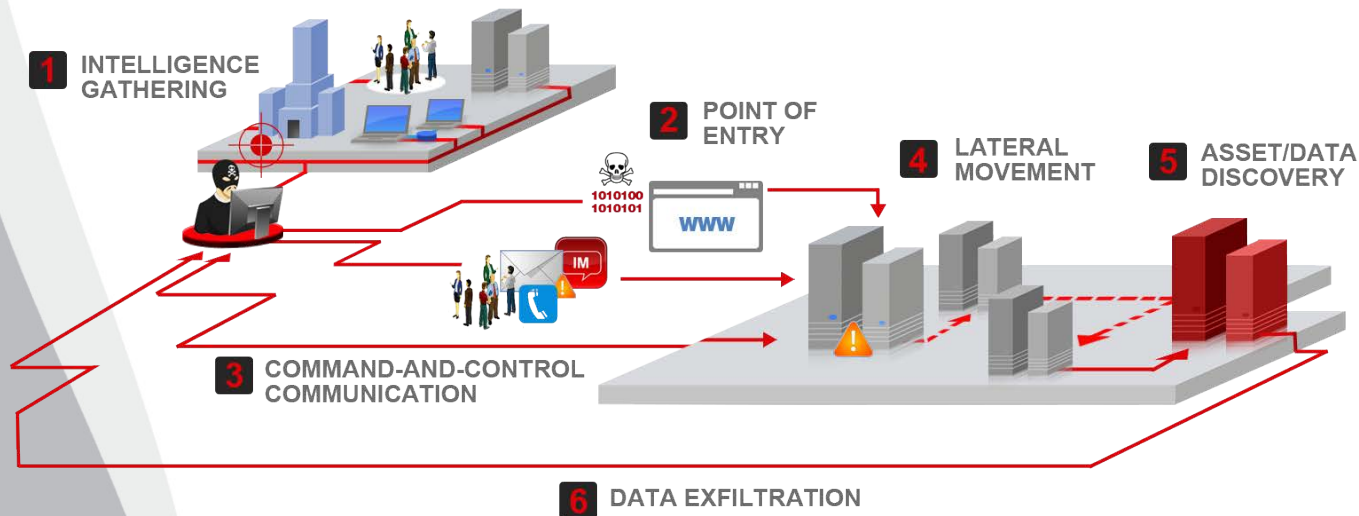 1 INTELLIGENCE
GATHERING
2 POINT OF
ENTRY
1010100
1010101
WWW
IM
3 COMMAND-AND-CONTROL
COMMUNICATION
4 LATERAL
MOVEMENT
5 ASSET/DATA
DISCOVERY
6 DATA EXFILTRATION